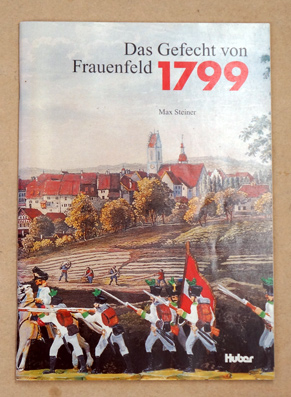 Das Gefecht von
Frauenfeld 1799
Max Steiner
Huber